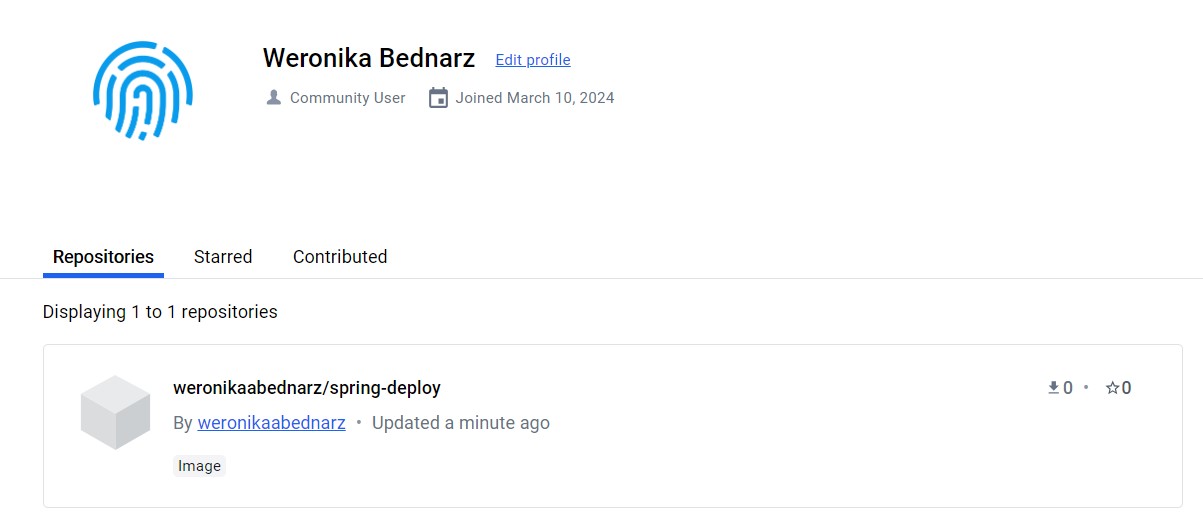 Weronika Bednarz Edit profile
Community User Joined March 10, 2024
Repositories Starred Contributed
Displaying 1 to 1 repositories
weronikaabednarz/spring-deploy 0 • 0
By weronikaabednarz • Updated a minute ago
Image